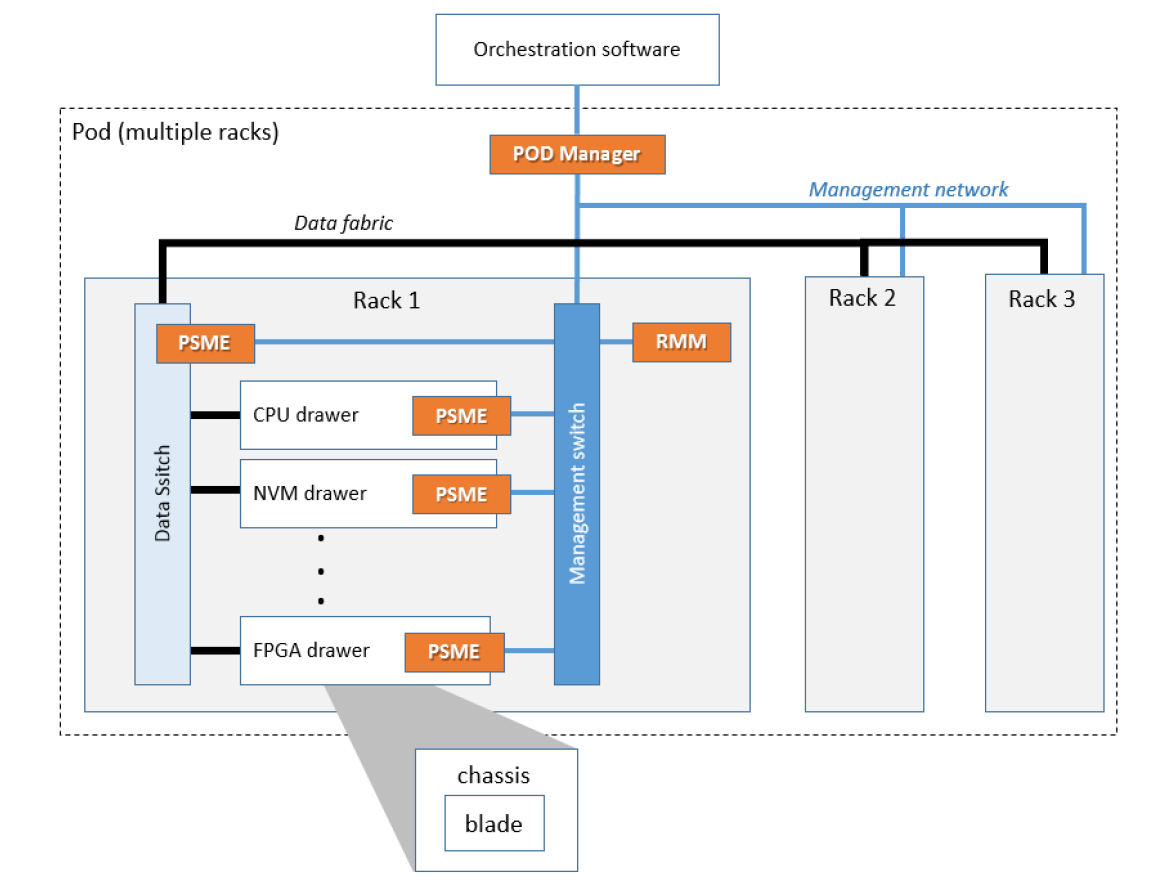 Orchestration software
Pod (multiple racks)
POD Manager
Management network
Data fabric
Rack 1
Rack 2
Rack 3
PSME
RMM
CPU drawer
PSME
NVM drawer
PSME
Data Ssitch
Management switch
FPGA drawer
PSME
chassis
blade